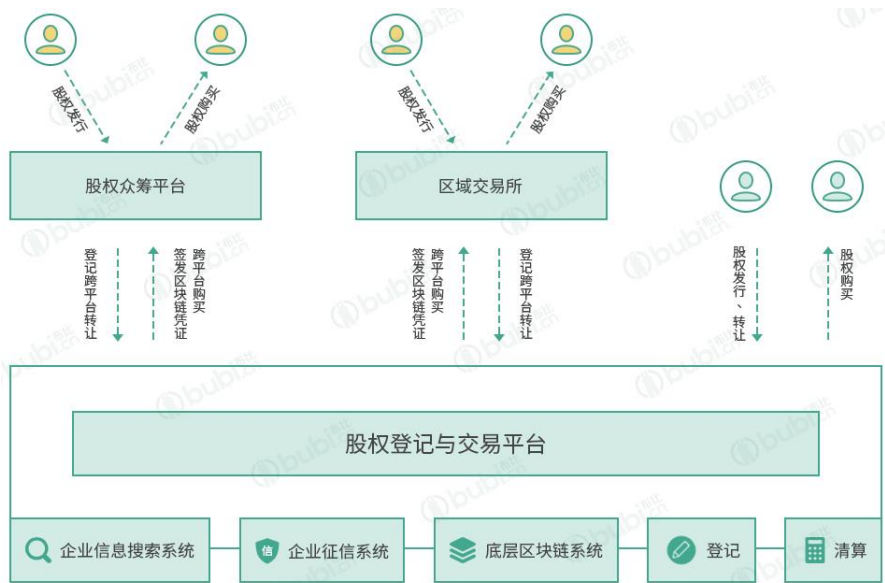 股权发行
股权购买
股权发行
股权购买
股权众筹平台
区域交易所
登记跨平台转让
签发区块链凭证
跨平台购买
签发区块链凭证
跨平台购买
登记跨平台转让
股权发行、转让
股权购买
股权登记与交易平台
企业信息搜索系统
信
企业征信系统
底层区块链系统
登记
清算
bubi